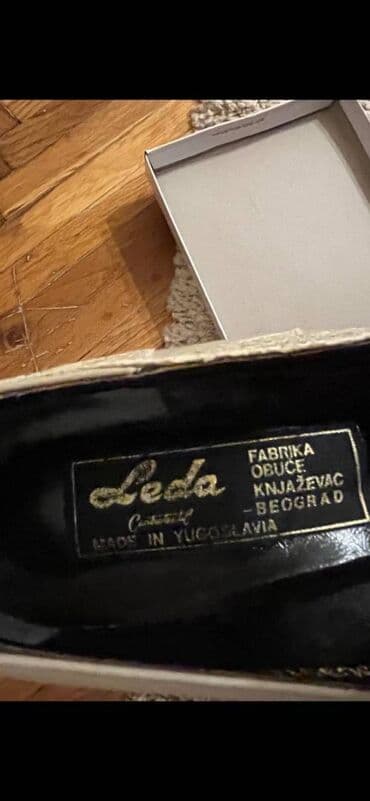 Leda
MADE IN YUGOSLAVIA
FABRIKA
OBUĆE
KNJAŽEVAC
-BEOGRAD